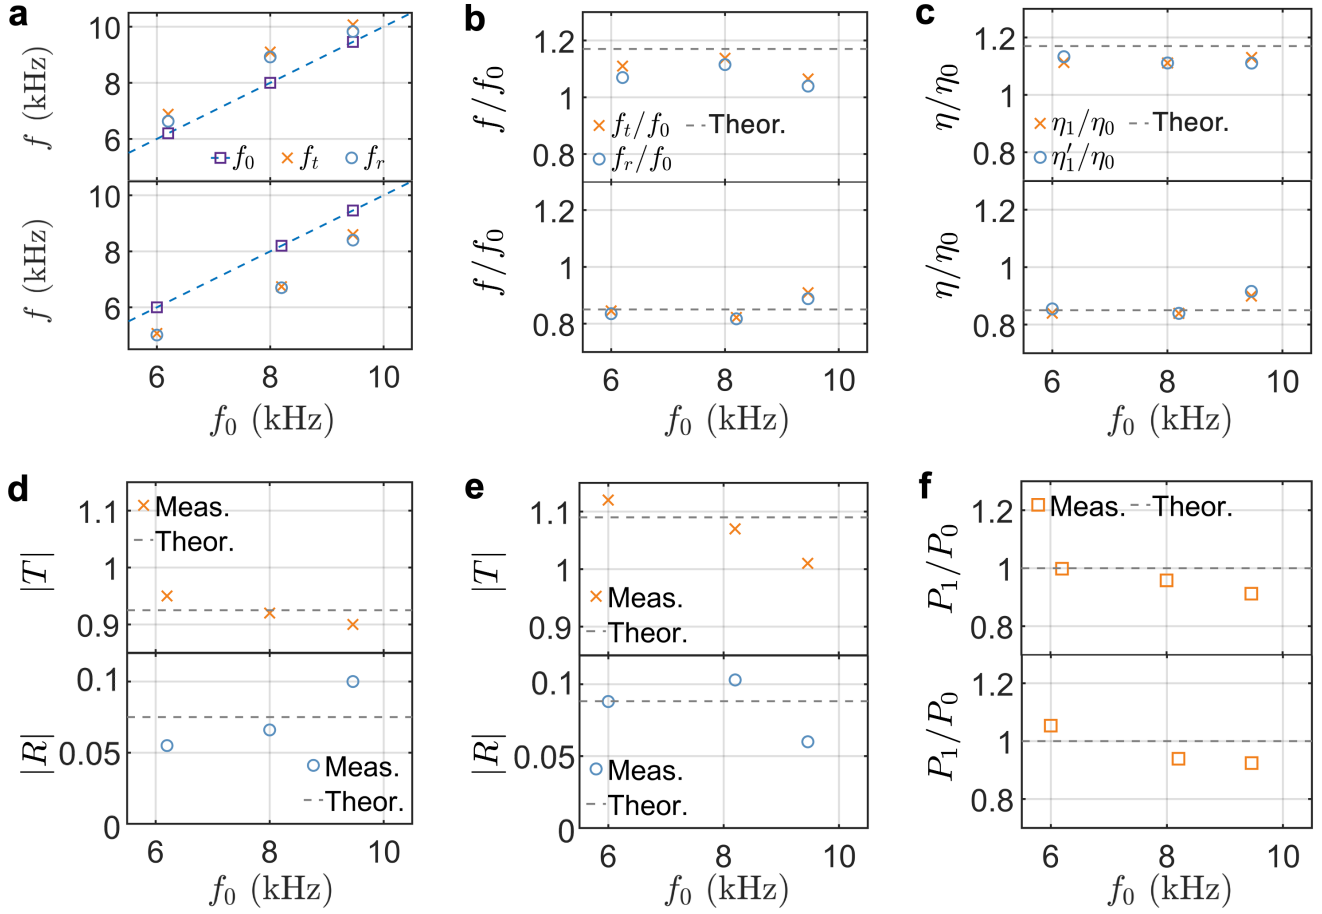 a
f (kHz)
10
8
6
f₀ fₜ fᵣ
f (kHz)
10
8
6
6 8 10
f₀ (kHz)
b
f/f₀
1.2
1
0.8
fₜ/f₀ Theor.
fᵣ/f₀
f/f₀
1.2
1
0.8
6 8 10
f₀ (kHz)
c
η/η₀
1.2
1
0.8
η₁/η₀ Theor.
η′₁/η₀
η/η₀
1.2
1
0.8
6 8 10
f₀ (kHz)
d
|T|
1.1
1
0.9
Meas.
Theor.
|R|
0.1
0.05
0
Meas.
Theor.
6 8 10
f₀ (kHz)
e
|T|
1.1
1
0.9
Meas.
Theor.
|R|
0.1
0.05
0
Meas.
Theor.
6 8 10
f₀ (kHz)
f
P₁/P₀
1.2
1
0.8
Meas. Theor.
P₁/P₀
1.2
1
0.8
6 8 10
f₀ (kHz)